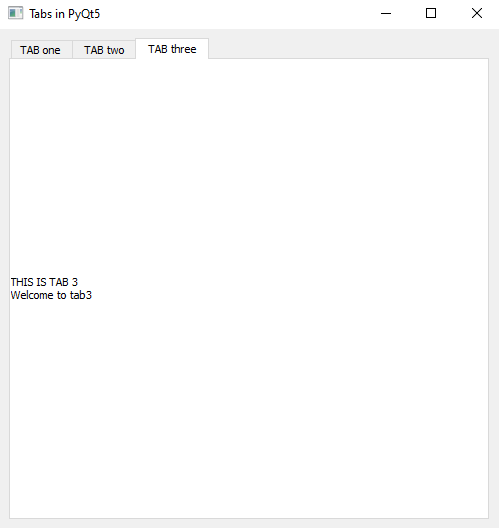 Tabs in PyQt5
TAB one TAB two TAB three
THIS IS TAB 3
Welcome to tab3